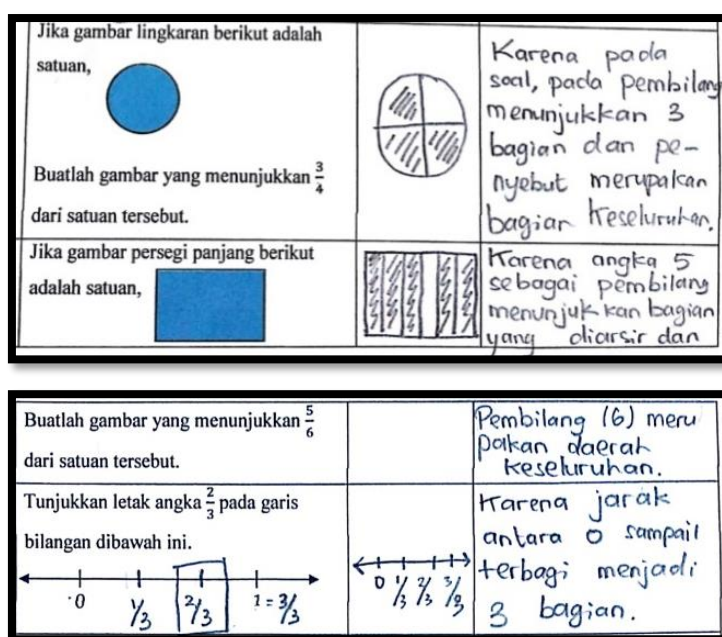 Jika gambar lingkaran berikut adalah
satuan,
Buatlah gambar yang menunjukkan 3/4
dari satuan tersebut.
Karena pada
soal, pada Pembilang
menunjukkan 3
bagian dan pe-
nyebut merupakan
bagian keseluruhan.
Jika gambar persegi panjang berikut
adalah satuan,
Karena angka 5
sebagai pembilang
menunjukkan bagian
yang diarsir dan
Buatlah gambar yang menunjukkan 5/6
dari satuan tersebut.
Pembilang (6) meru
pakan daerah
keseluruhan.
Tunjukkan letak angka 2/3 pada garis
bilangan dibawah ini.
0 1/3 2/3 1 = 3/3
0 1/3 2/3 3/3
Karena jarak
antara 0 sampail
terbagi menjadi
3 bagian.